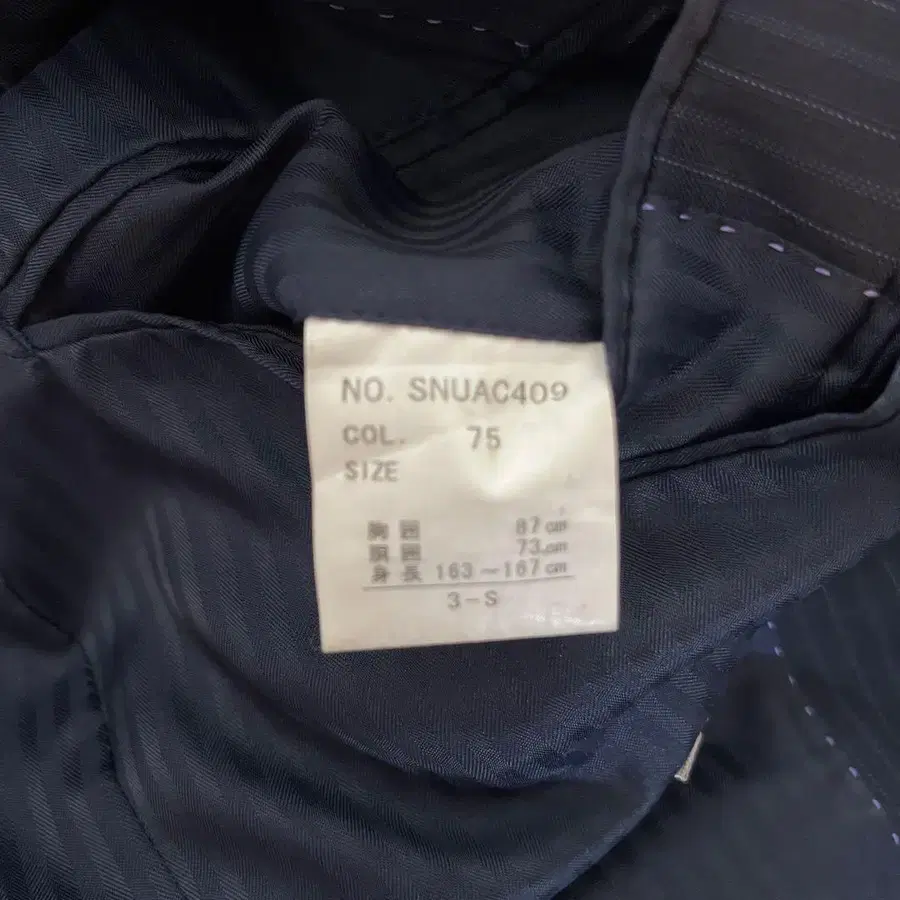 NO. SNUAC409
COL. 75
SIZE
胸囲 87cm
胴囲 73cm
身長 163~167cm
3-S